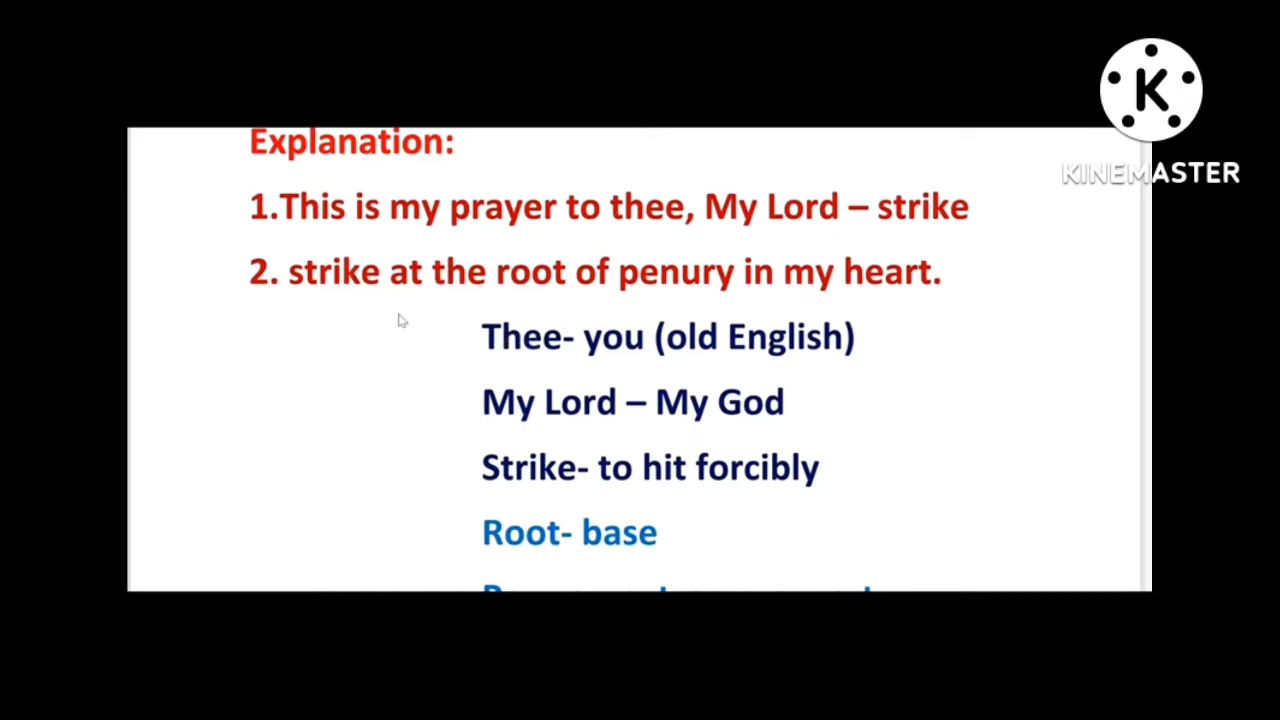 Explanation:
1.This is my prayer to thee, My Lord – strike
2. strike at the root of penury in my heart.
Thee- you (old English)
My Lord – My God
Strike- to hit forcibly
Root- base
K
KINEMASTER